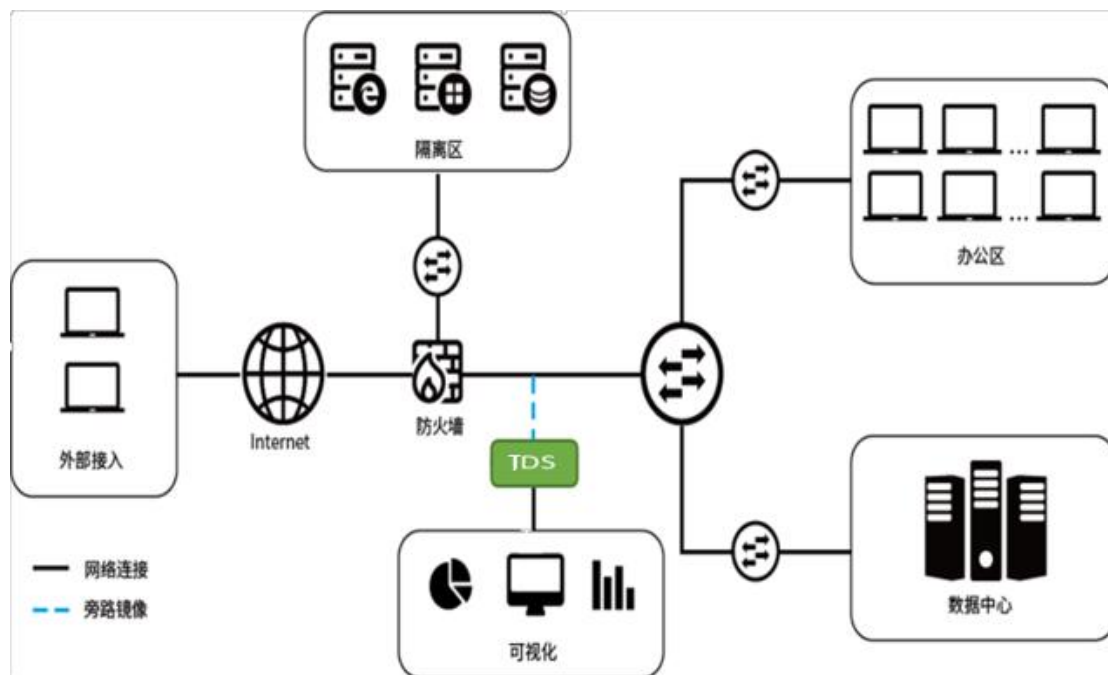 隔离区
办公区
外部接入
Internet
防火墙
TDS
网络连接
旁路镜像
可视化
数据中心